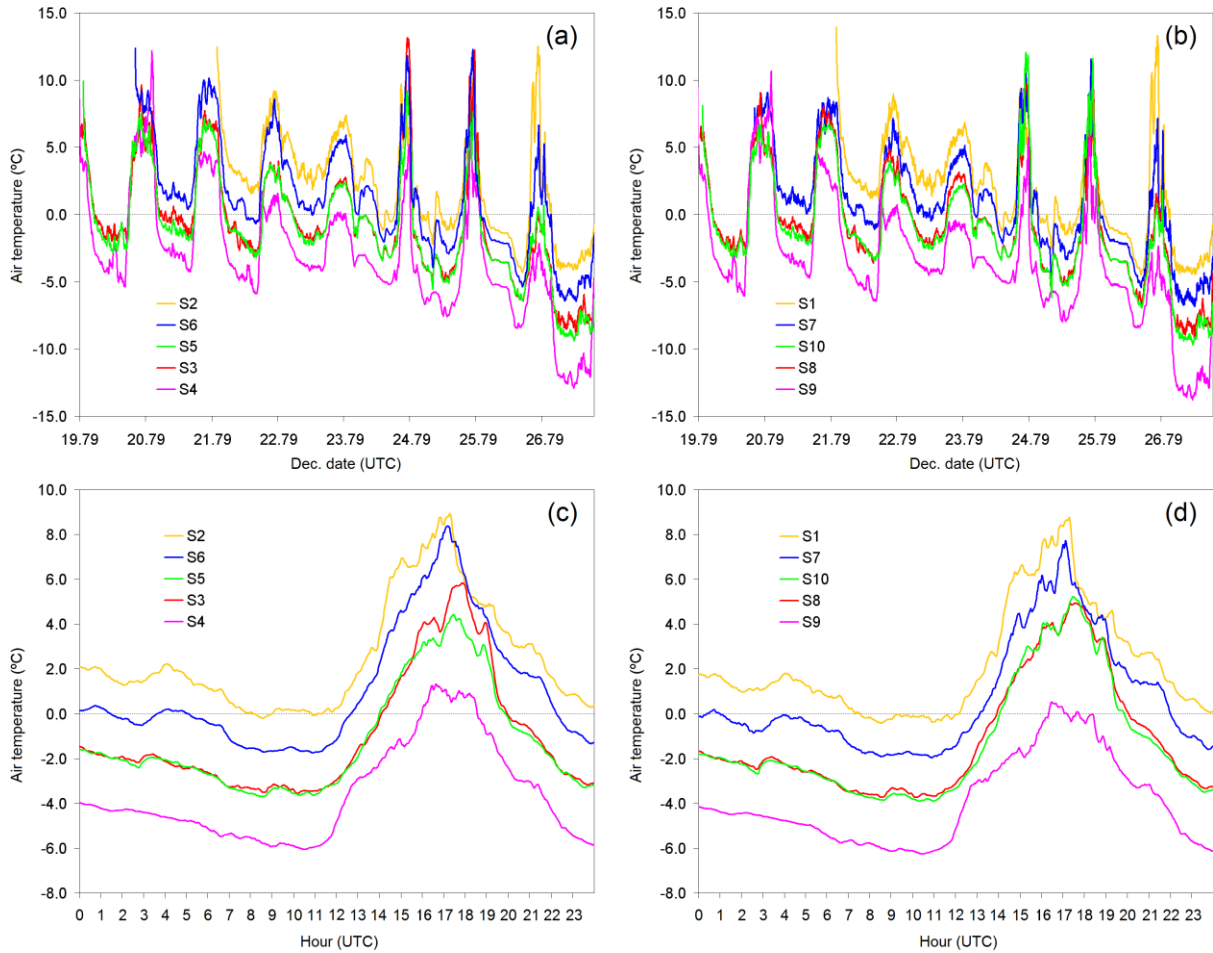 15.0
10.0
5.0
0.0
-5.0
-10.0
-15.0
Air temperature (ºC)
(a)
S2
S6
S5
S3
S4
19.79 20.79 21.79 22.79 23.79 24.79 25.79 26.79
Dec. date (UTC)
15.0
10.0
5.0
0.0
-5.0
-10.0
-15.0
Air temperature (ºC)
(b)
S1
S7
S10
S8
S9
19.79 20.79 21.79 22.79 23.79 24.79 25.79 26.79
Dec. date (UTC)
10.0
8.0
6.0
4.0
2.0
0.0
-2.0
-4.0
-6.0
-8.0
Air temperature (ºC)
(c)
S2
S6
S5
S3
S4
0 1 2 3 4 5 6 7 8 9 10 11 12 13 14 15 16 17 18 19 20 21 22 23
Hour (UTC)
10.0
8.0
6.0
4.0
2.0
0.0
-2.0
-4.0
-6.0
-8.0
Air temperature (ºC)
(d)
S1
S7
S10
S8
S9
0 1 2 3 4 5 6 7 8 9 10 11 12 13 14 15 16 17 18 19 20 21 22 23
Hour (UTC)